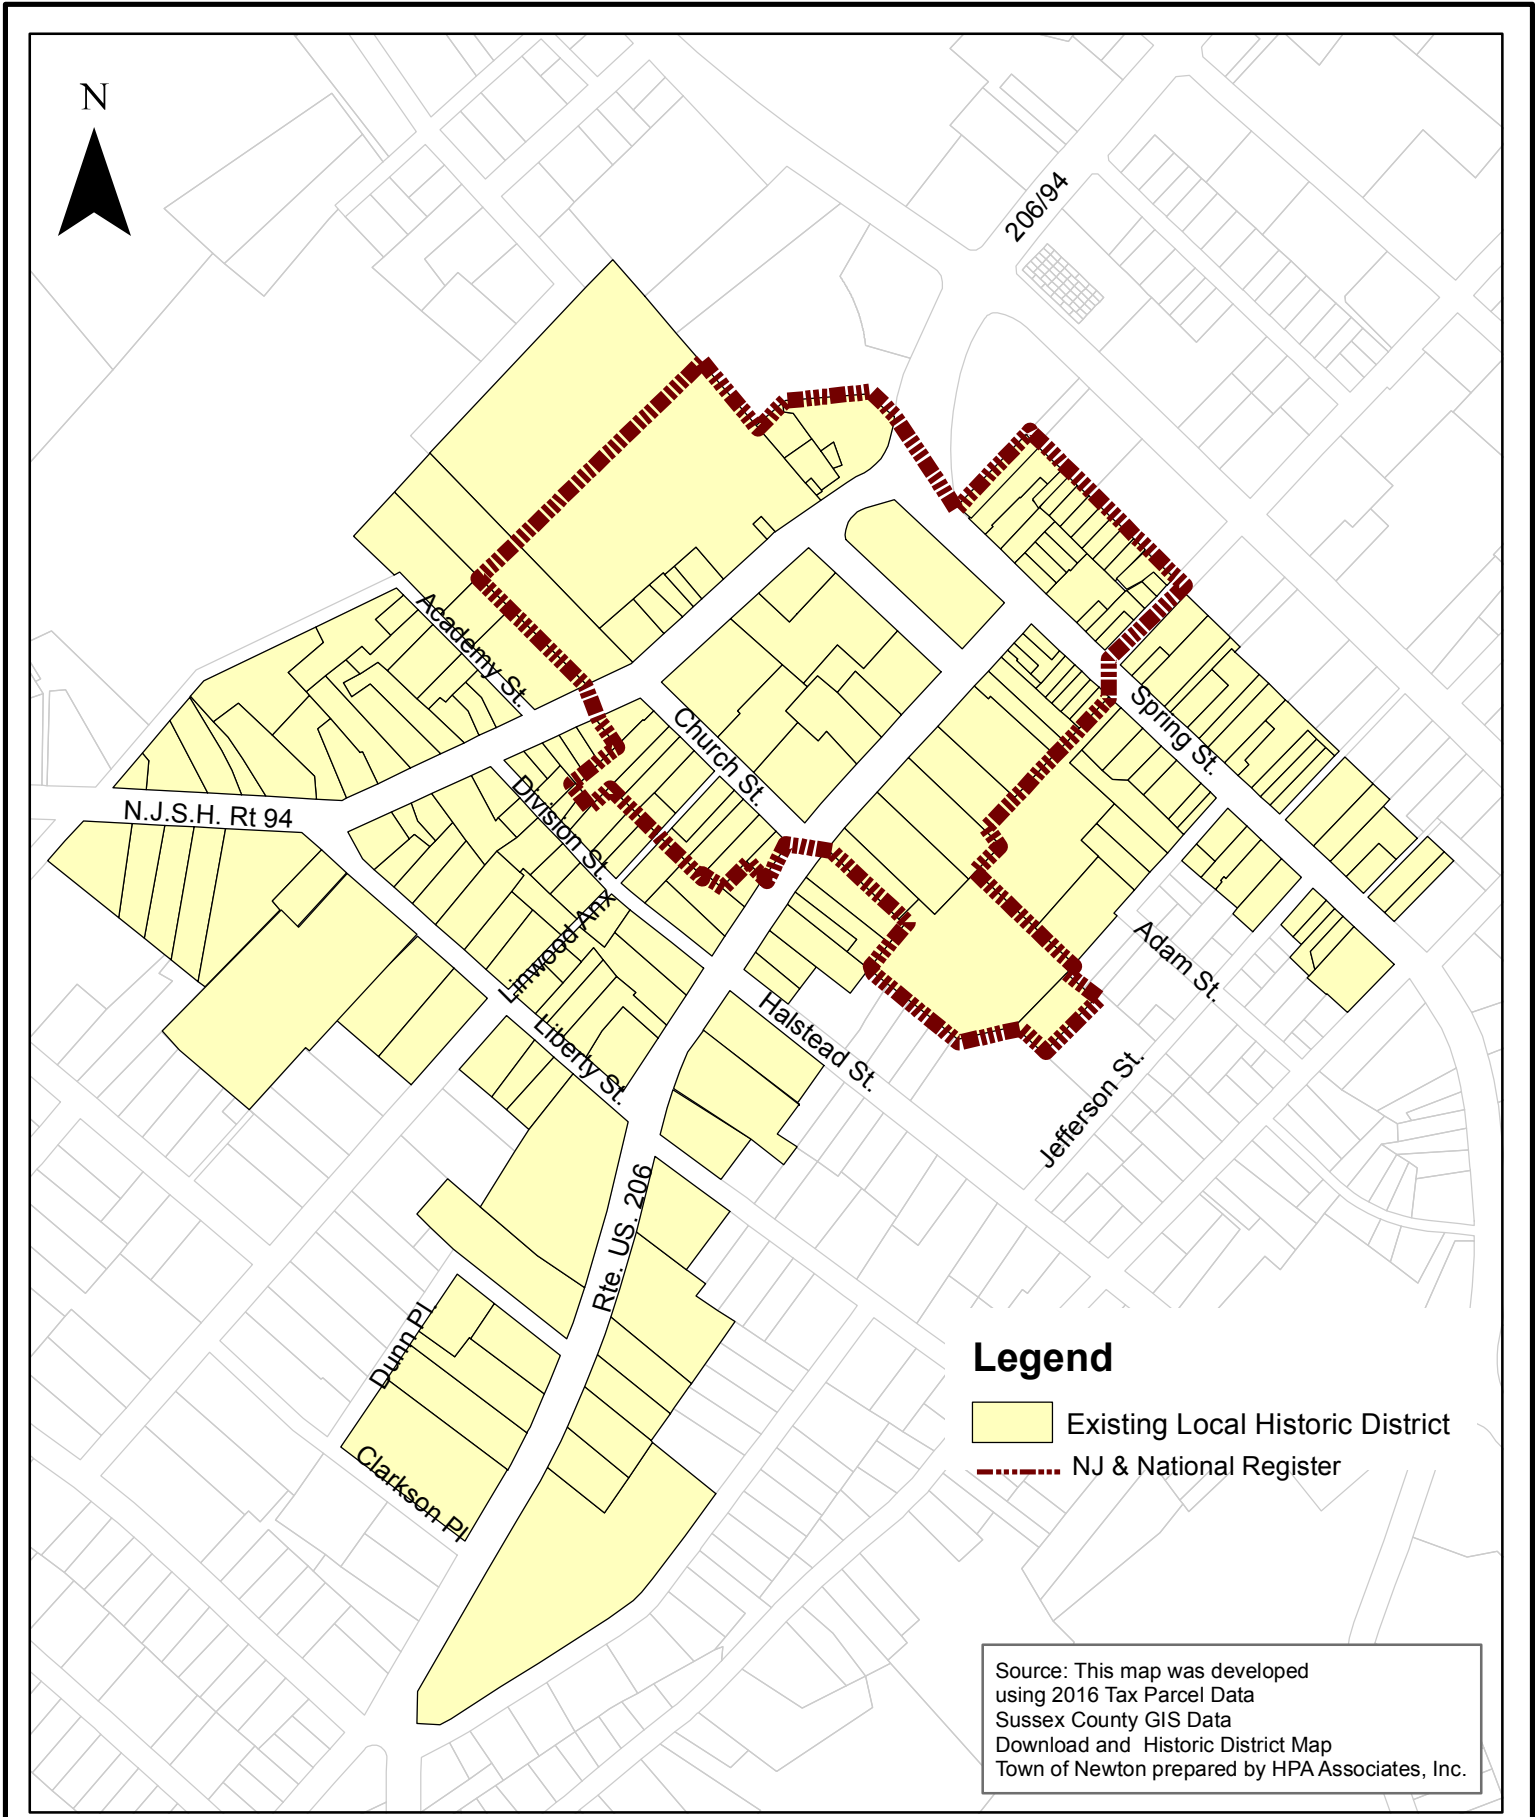 N
206/94
Academy St.
Church St.
Spring St.
N.J.S.H. Rt 94
Division St.
Linwood Anx
Adam St.
Liberty St.
Halstead St.
Jefferson St.
Rte. US. 206
Dunn Pl.
Clarkson Pl
Legend
Existing Local Historic District
NJ & National Register
Source: This map was developed
using 2016 Tax Parcel Data
Sussex County GIS Data
Download and Historic District Map
Town of Newton prepared by HPA Associates, Inc.